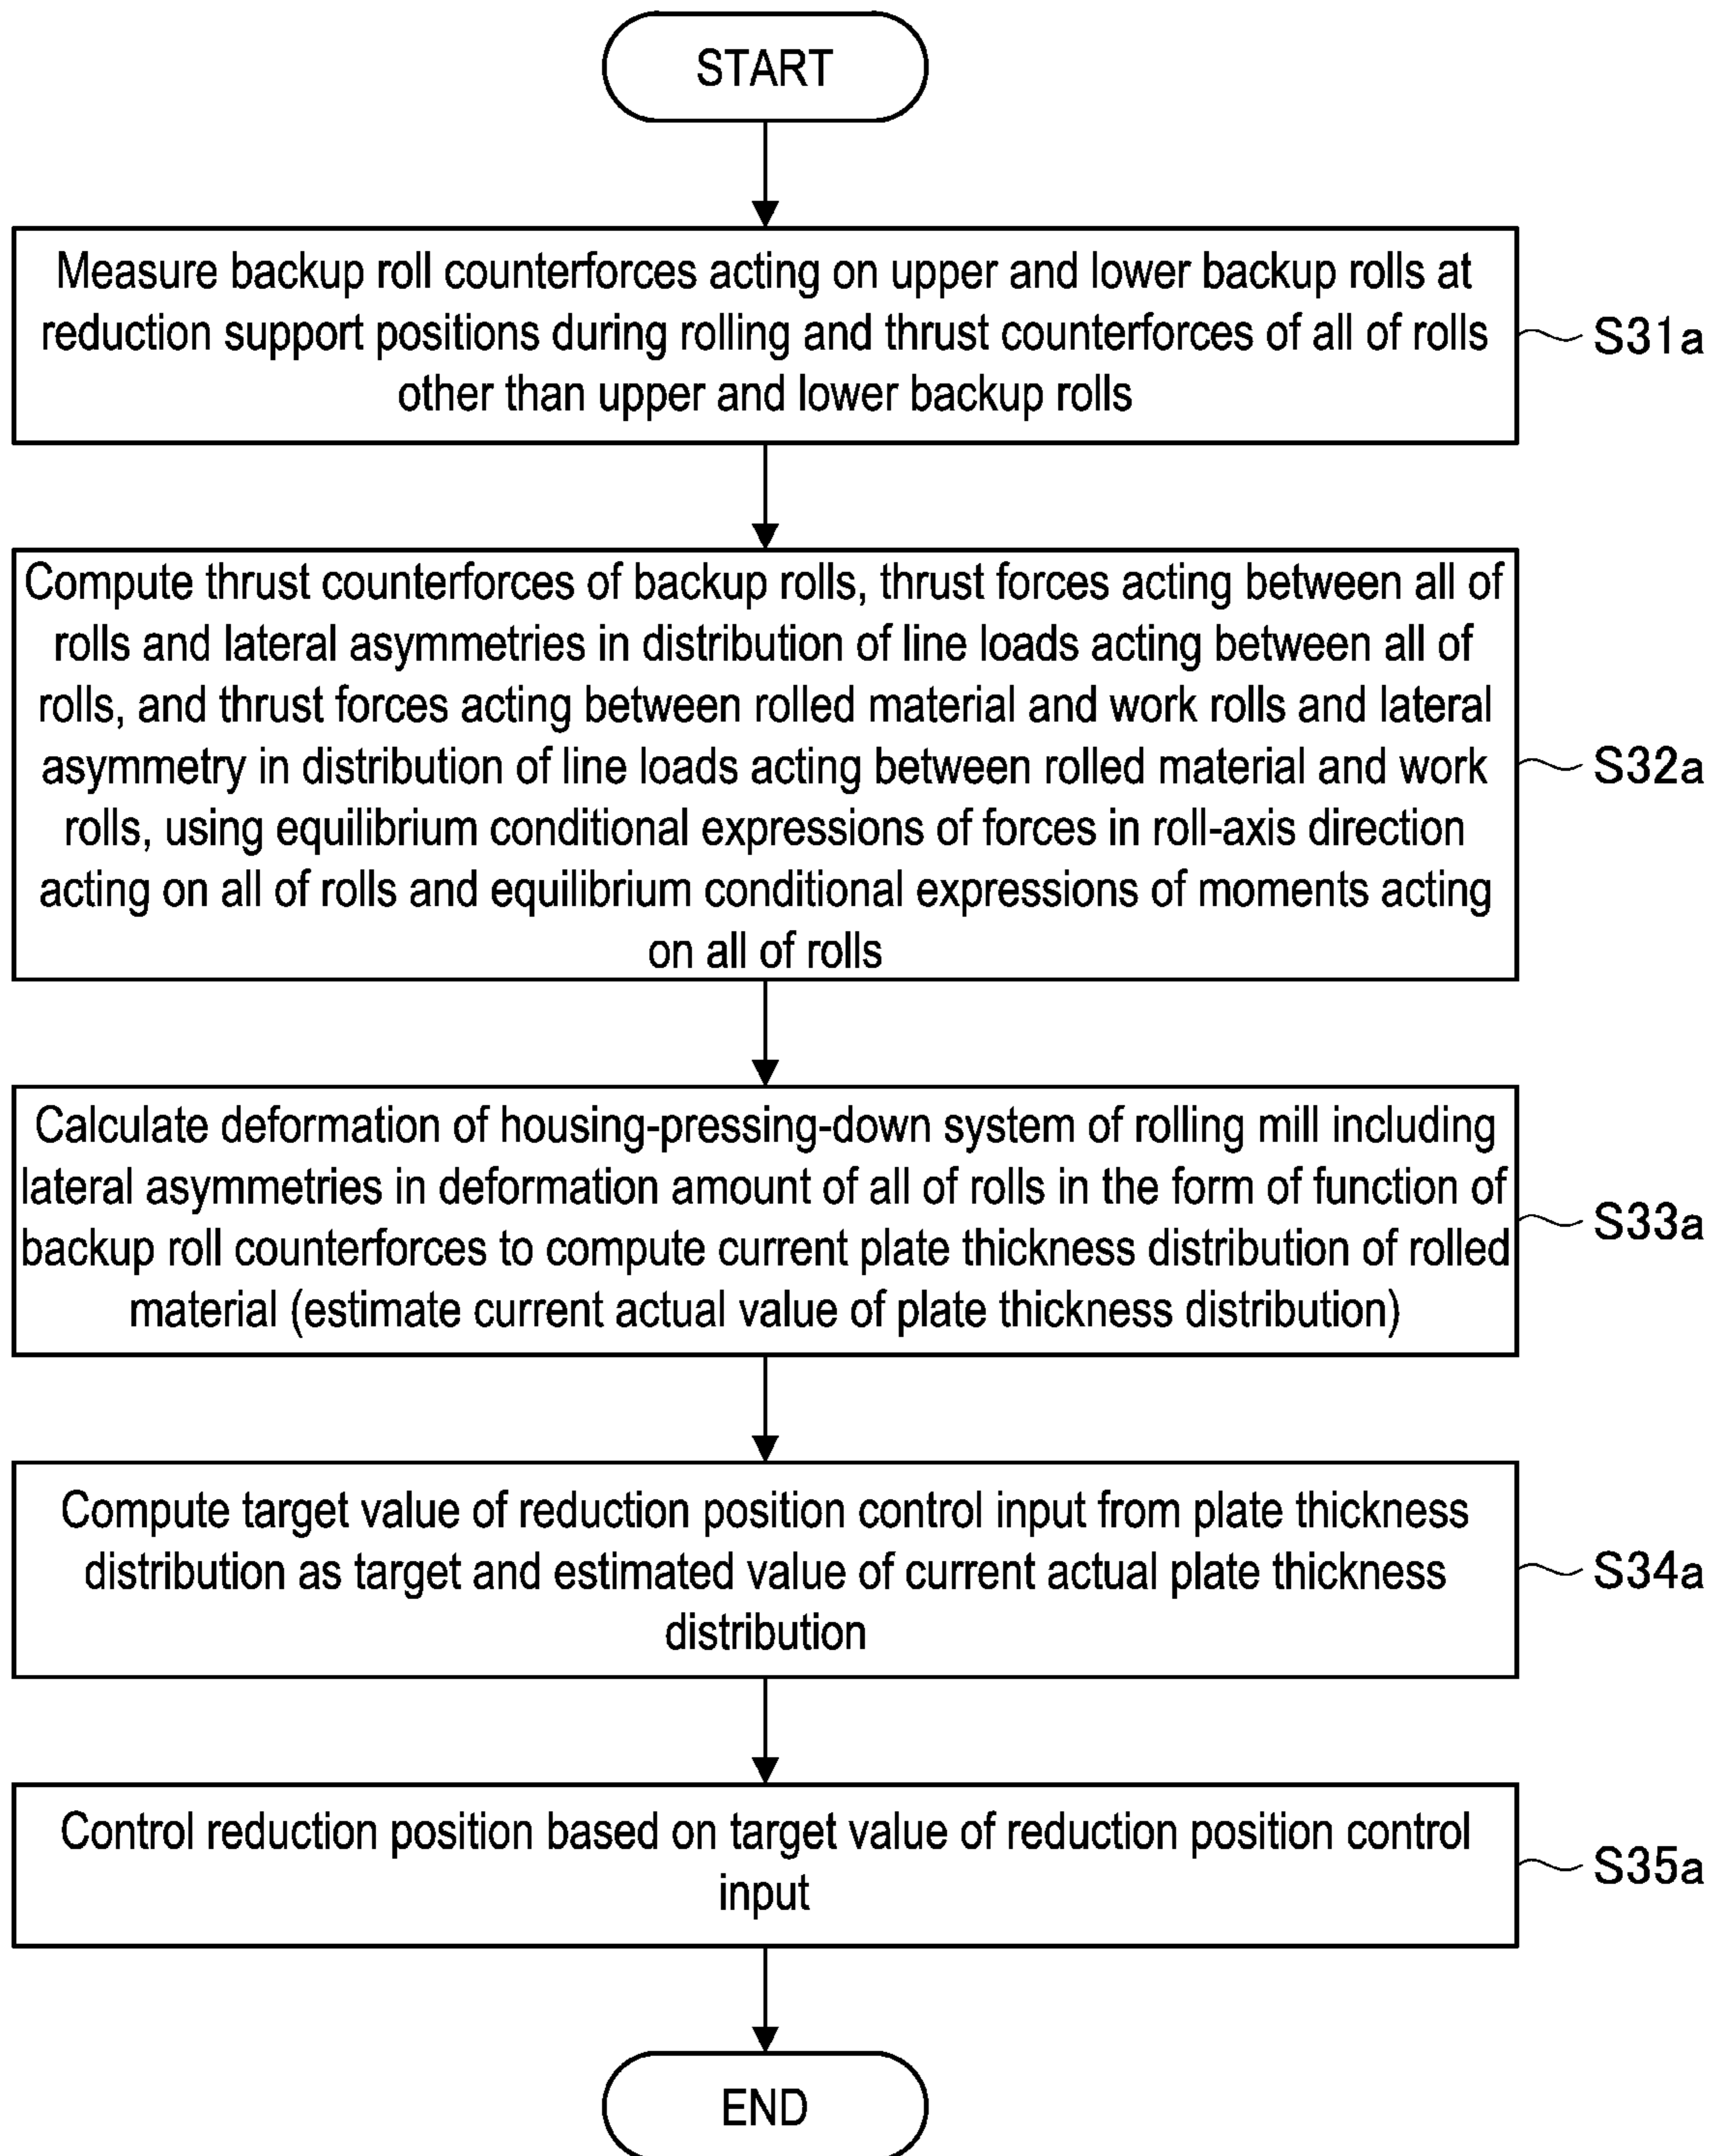 START
Measure backup roll counterforces acting on upper and lower backup rolls at
reduction support positions during rolling and thrust counterforces of all of rolls
other than upper and lower backup rolls
S31a
Compute thrust counterforces of backup rolls, thrust forces acting between all of
rolls and lateral asymmetries in distribution of line loads acting between all of
rolls, and thrust forces acting between rolled material and work rolls and lateral
asymmetry in distribution of line loads acting between rolled material and work
rolls, using equilibrium conditional expressions of forces in roll-axis direction
acting on all of rolls and equilibrium conditional expressions of moments acting
on all of rolls
S32a
Calculate deformation of housing-pressing-down system of rolling mill including
lateral asymmetries in deformation amount of all of rolls in the form of function of
backup roll counterforces to compute current plate thickness distribution of rolled
material (estimate current actual value of plate thickness distribution)
S33a
Compute target value of reduction position control input from plate thickness
distribution as target and estimated value of current actual plate thickness
distribution
S34a
Control reduction position based on target value of reduction position control
input
S35a
END